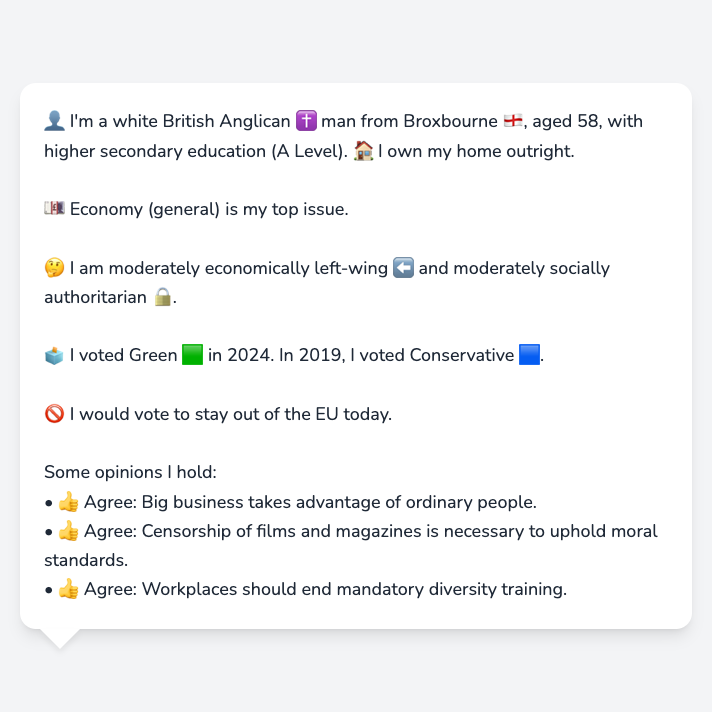 👤 I'm a white British Anglican ✝️ man from Broxbourne 🏴󠁧󠁢󠁥󠁮󠁧󠁿, aged 58, with
higher secondary education (A Level). 🏠 I own my home outright.
💷 Economy (general) is my top issue.
🤔 I am moderately economically left-wing ⬅️ and moderately socially
authoritarian 🔒.
🗳️ I voted Green 🟩 in 2024. In 2019, I voted Conservative 🟦.
🚫 I would vote to stay out of the EU today.
Some opinions I hold:
• 👍 Agree: Big business takes advantage of ordinary people.
• 👍 Agree: Censorship of films and magazines is necessary to uphold moral
standards.
• 👍 Agree: Workplaces should end mandatory diversity training.